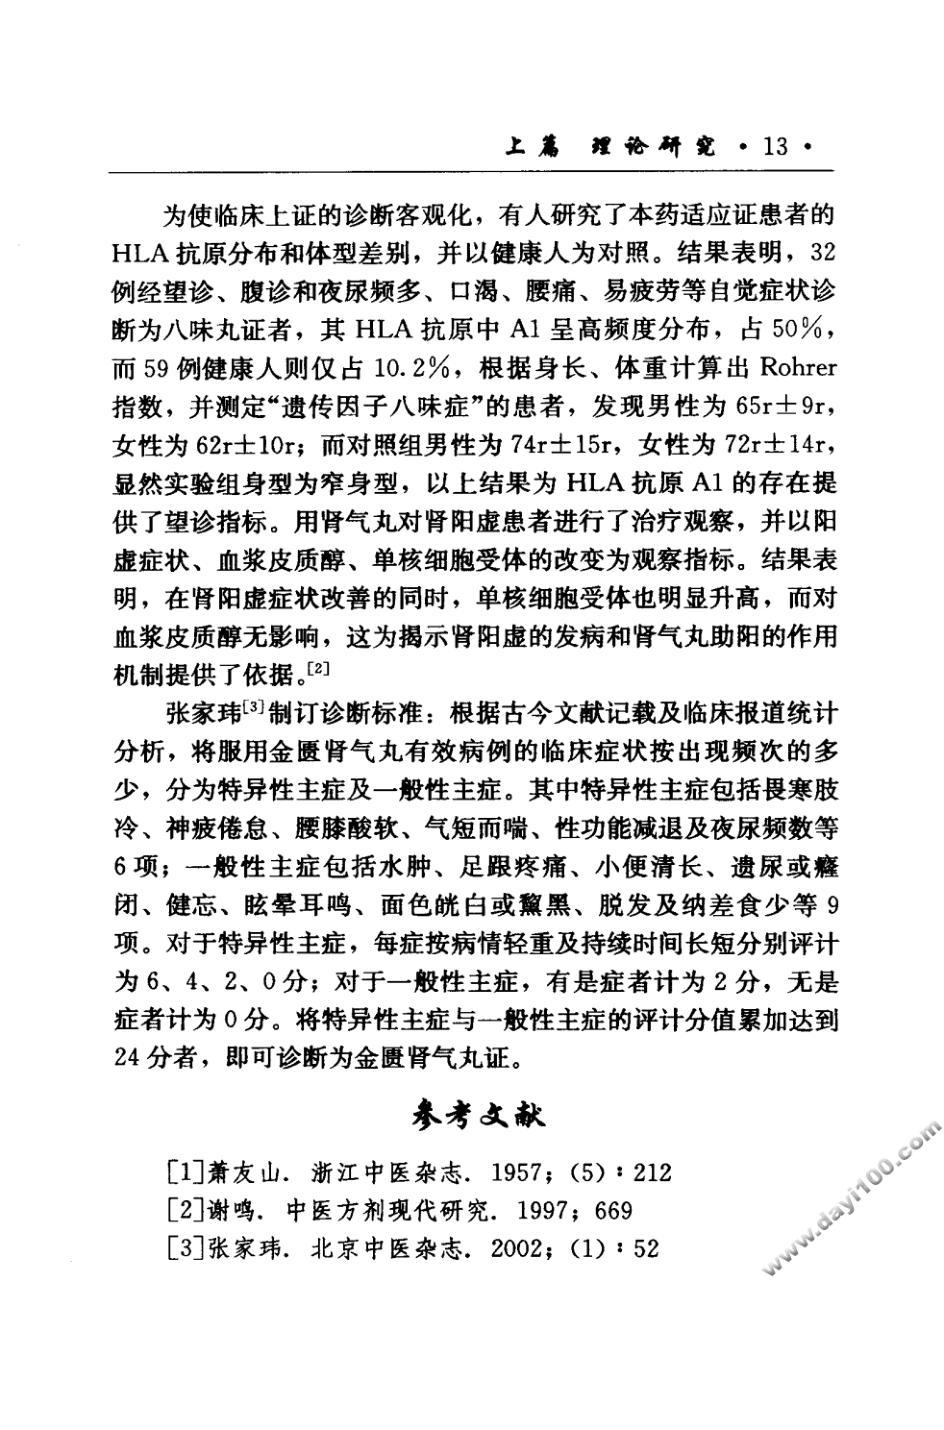 上篇 理论研究 · 13 ·
为使临床上证的诊断客观化，有人研究了本药适应证患者的
HLA 抗原分布和体型差别，并以健康人为对照。结果表明，32
例经望诊、腹诊和夜尿频多、口渴、腰痛、易疲劳等自觉症状诊
断为八味丸证者，其 HLA 抗原中 A1 呈高频度分布，占 50％，
而 59 例健康人则仅占 10.2％，根据身长、体重计算出 Rohrer
指数，并测定“遗传因子八味症”的患者，发现男性为 65r±9r，
女性为 62r±10r；而对照组男性为 74r±15r，女性为 72r±14r，
显然实验组身型为窄身型，以上结果为 HLA 抗原 A1 的存在提
供了望诊指标。用肾气丸对肾阳虚患者进行了治疗观察，并以阳
虚症状、血浆皮质醇、单核细胞受体的改变为观察指标。结果表
明，在肾阳虚症状改善的同时，单核细胞受体也明显升高，而对
血浆皮质醇无影响，这为揭示肾阳虚的发病和肾气丸助阳的作用
机制提供了依据。[2]
张家玮[3]制订诊断标准：根据古今文献记载及临床报道统计
分析，将服用金匮肾气丸有效病例的临床症状按出现频次的多
少，分为特异性主症及一般性主症。其中特异性主症包括畏寒肢
冷、神疲倦怠、腰膝酸软、气短而喘、性功能减退及夜尿频数等
6 项；一般性主症包括水肿、足跟疼痛、小便清长、遗尿或癃
闭、健忘、眩晕耳鸣、面色㿠白或黧黑、脱发及纳差食少等 9
项。对于特异性主症，每症按病情轻重及持续时间长短分别评计
为 6、4、2、0 分；对于一般性主症，有是症者计为 2 分，无是
症者计为 0 分。将特异性主症与一般性主症的评计分值累加达到
24 分者，即可诊断为金匮肾气丸证。
参考文献
[1]萧友山． 浙江中医杂志． 1957；(5)∶212
[2]谢鸣． 中医方剂现代研究． 1997；669
[3]张家玮． 北京中医杂志． 2002；(1)∶52
www.dayi100.com